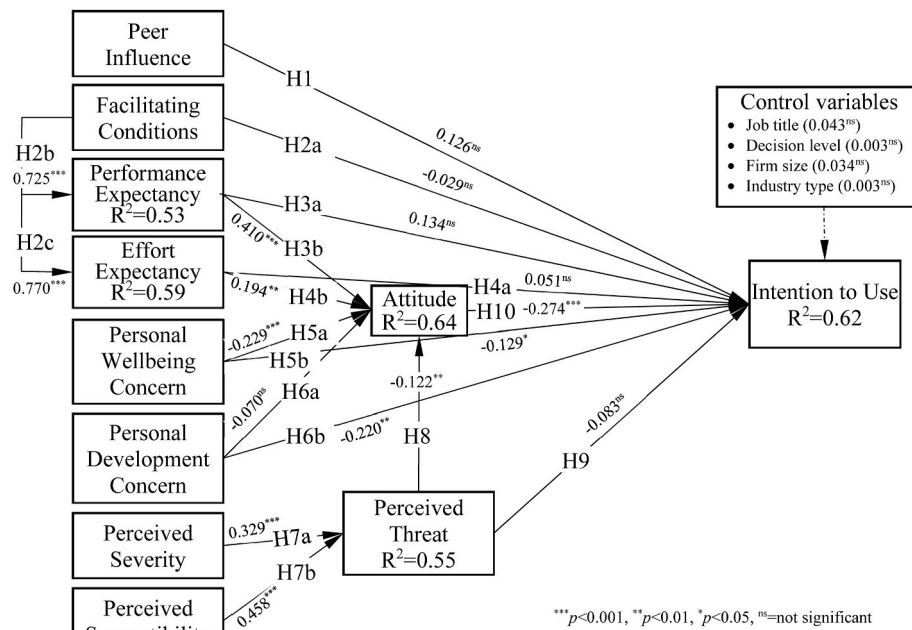 Peer
Influence
H1
0.126ns
Facilitating
Conditions
H2a
-0.029ns
H2b
0.725***
Performance
Expectancy
R2=0.53
H3a
0.134ns
0.410***
H3b
H2c
0.770***
Effort
Expectancy
R2=0.59
0.194**
H4b
H4a
0.051ns
Attitude
R2=0.64
H10
-0.274***
Personal
Wellbeing
Concern
-0.229***
H5a
H5b
-0.129*
Personal
Development
Concern
-0.070ns
H6a
H6b
-0.220**
-0.122**
H8
H9
-0.083ns
Perceived
Severity
0.329***
H7a
Perceived
Threat
R2=0.55
Perceived
0.458***
H7b
Control variables
• Job title (0.043ns)
• Decision level (0.003ns)
• Firm size (0.034ns)
• Industry type (0.003ns)
Intention to Use
R2=0.62
***p<0.001, **p<0.01, *p<0.05, ns=not significant